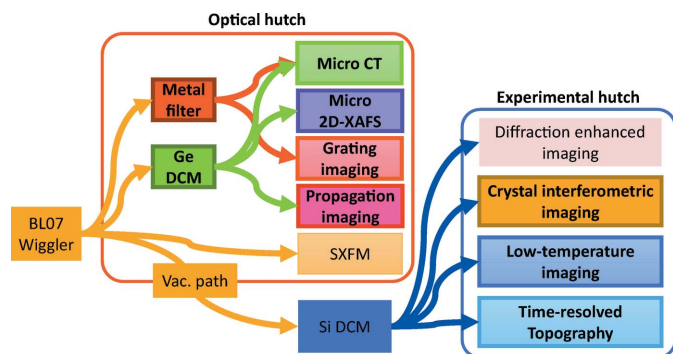 Optical hutch
Metal
filter
Micro CT
Micro
2D-XAFS
Ge
DCM
Grating
imaging
Propagation
imaging
BL07
Wiggler
SXFM
Vac. path
Si DCM
Experimental hutch
Diffraction enhanced
imaging
Crystal interferometric
imaging
Low-temperature
imaging
Time-resolved
Topography